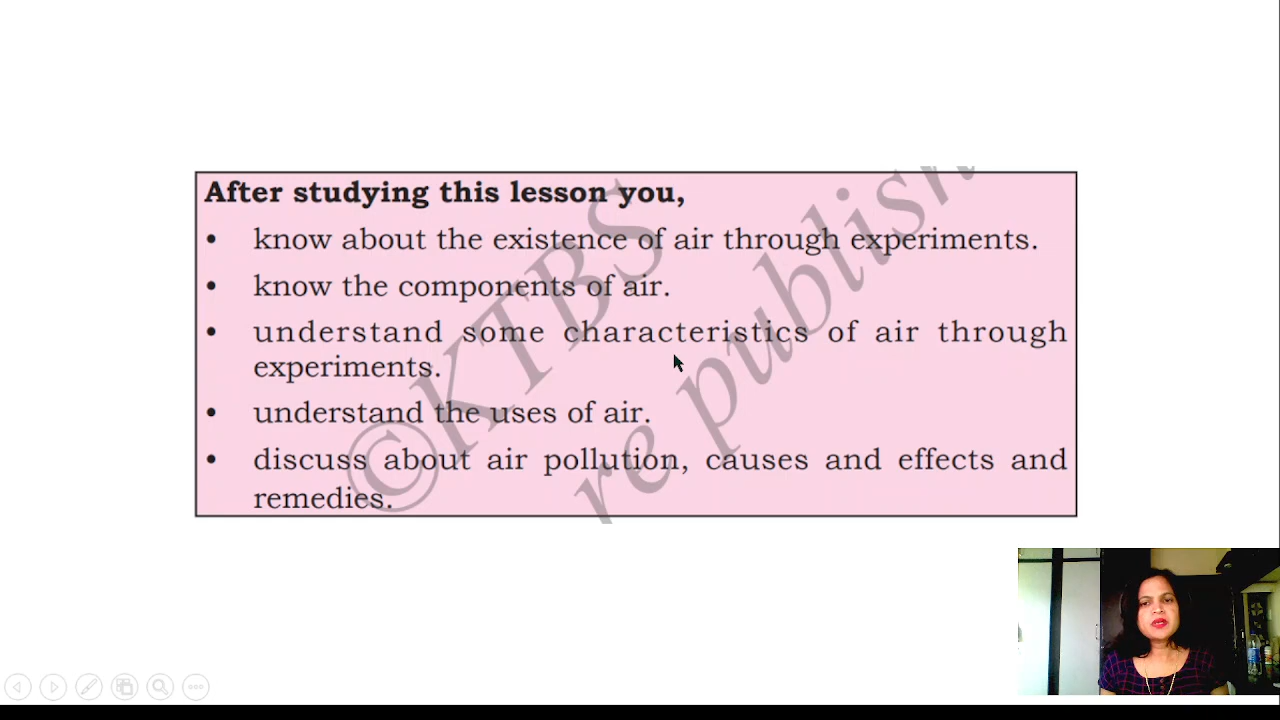 After studying this lesson you,
• know about the existence of air through experiments.
• know the components of air.
• understand some characteristics of air through
experiments.
• understand the uses of air.
• discuss about air pollution, causes and effects and
remedies.
©KTBS
re publish